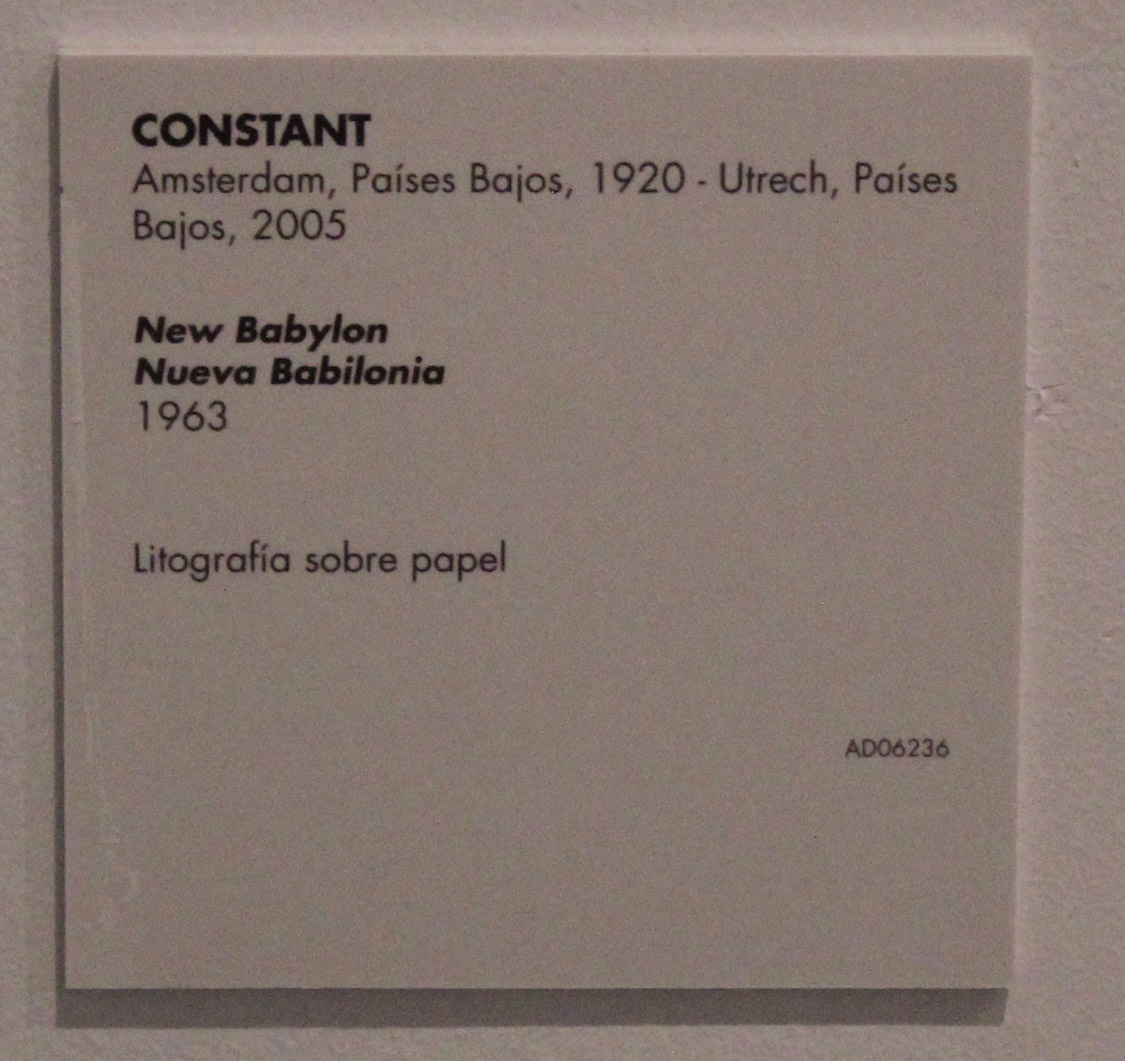 CONSTANT
Amsterdam, Países Bajos, 1920 - Utrech, Países
Bajos, 2005
New Babylon
Nueva Babilonia
1963
Litografía sobre papel
AD06236